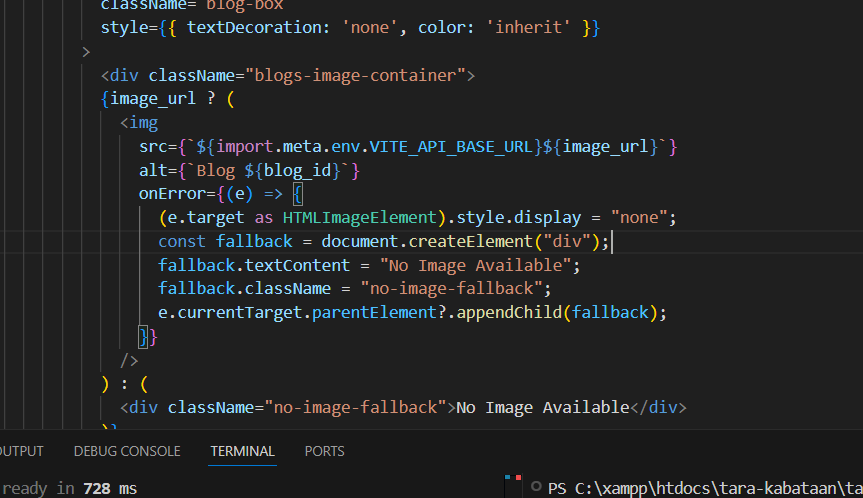 className="blog-box"
style={{ textDecoration: 'none', color: 'inherit' }}
>
<div className="blogs-image-container">
{image_url ? (
<img
src={`${import.meta.env.VITE_API_BASE_URL}${image_url}`}
alt={`Blog ${blog_id}`}
onError={(e) => {
(e.target as HTMLImageElement).style.display = "none";
const fallback = document.createElement("div");
fallback.textContent = "No Image Available";
fallback.className = "no-image-fallback";
e.currentTarget.parentElement?.appendChild(fallback);
}}
/>
) : (
<div className="no-image-fallback">No Image Available</div>
)}
OUTPUT DEBUG CONSOLE TERMINAL PORTS
ready in 728 ms
PS C:\xampp\htdocs\tara-kabataan\ta